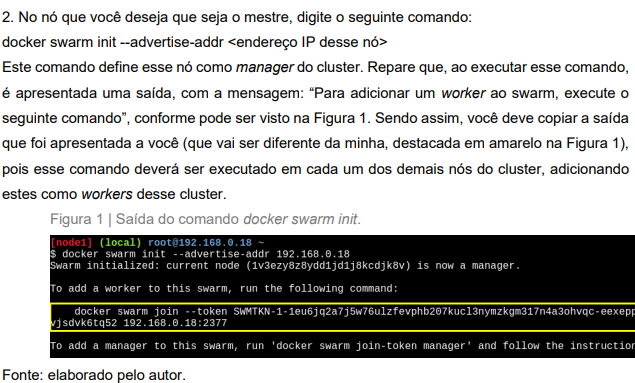 2. No nó que você deseja que seja o mestre, digite o seguinte comando:
docker swarm init --advertise-addr <endereço IP desse nó>
Este comando define esse nó como manager do cluster. Repare que, ao executar esse comando,
é apresentada uma saída, com a mensagem: “Para adicionar um worker ao swarm, execute o
seguinte comando”, conforme pode ser visto na Figura 1. Sendo assim, você deve copiar a saída
que foi apresentada a você (que vai ser diferente da minha, destacada em amarelo na Figura 1),
pois esse comando deverá ser executado em cada um dos demais nós do cluster, adicionando
estes como workers desse cluster.
Figura 1 | Saída do comando docker swarm init.
[node1] (local) root@192.168.0.18 ~
$ docker swarm init --advertise-addr 192.168.0.18
Swarm initialized: current node (1v3ezy8z8ydd1jd1j8kcdjk8v) is now a manager.
To add a worker to this swarm, run the following command:
docker swarm join --token SWMTKN-1-1eu6jq2a7j5w76ulzfevphb207kucl3nymzkgm317n4a3ohvqc-eexepp
vjsdvk6tq52 192.168.0.18:2377
To add a manager to this swarm, run 'docker swarm join-token manager' and follow the instruction
Fonte: elaborado pelo autor.